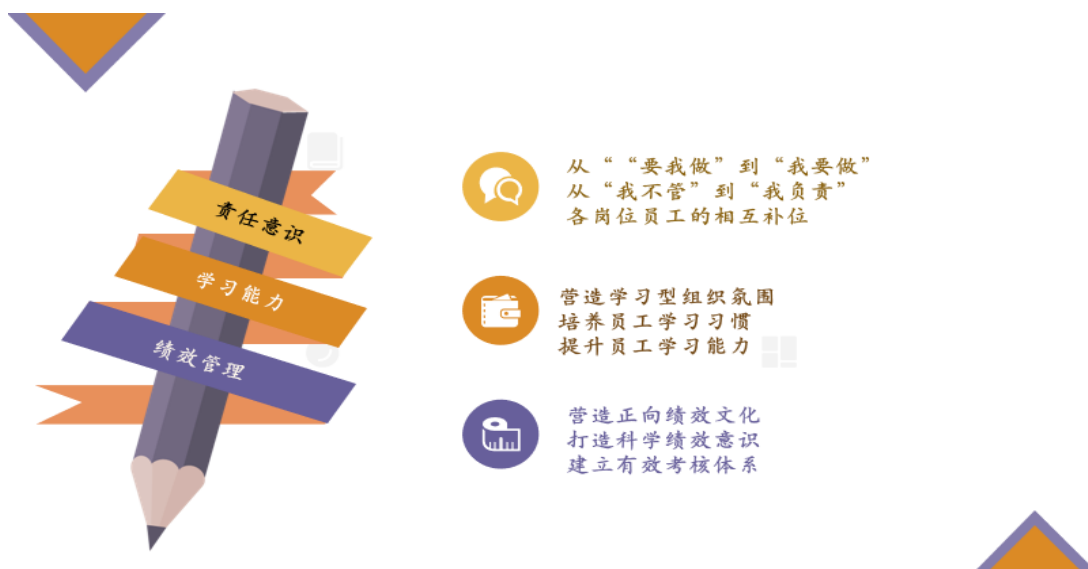 责任意识
学习能力
绩效管理
从““要我做”到“我要做”
从“我不管”到“我负责”
各岗位员工的相互补位
营造学习型组织氛围
培养员工学习习惯
提升员工学习能力
营造正向绩效文化
打造科学绩效意识
建立有效考核体系